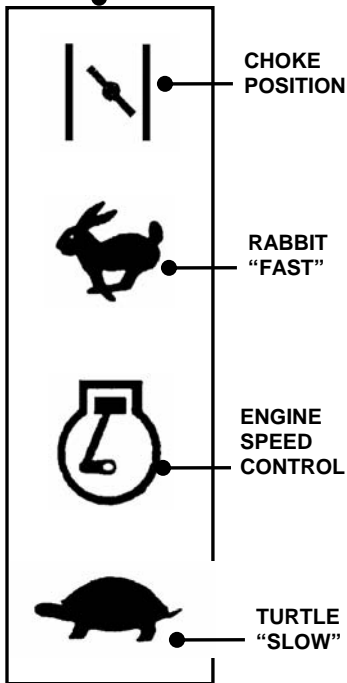 CHOKE
POSITION
RABBIT
“FAST”
ENGINE
SPEED
CONTROL
TURTLE
“SLOW”